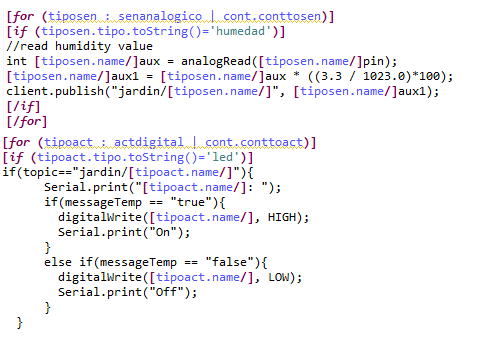 [for (tiposen : senanalogico | cont.conttosen)]
[if (tiposen.tipo.toString()='humedad')]
//read humidity value
int [tiposen.name/]aux = analogRead([tiposen.name/]pin);
[tiposen.name/]aux1 = [tiposen.name/]aux * ((3.3 / 1023.0)*100);
client.publish("jardin/[tiposen.name/]", [tiposen.name/]aux1);
[/if]
[/for]
[for (tipoact : actdigital | cont.conttoact)]
[if (tipoact.tipo.toString()='led')]
if(topic=="jardin/[tipoact.name/]"){
Serial.print("[tipoact.name/]: ");
if(messageTemp == "true"){
digitalWrite([tipoact.name/], HIGH);
Serial.print("On");
}
else if(messageTemp == "false"){
digitalWrite([tipoact.name/], LOW);
Serial.print("Off");
}
}